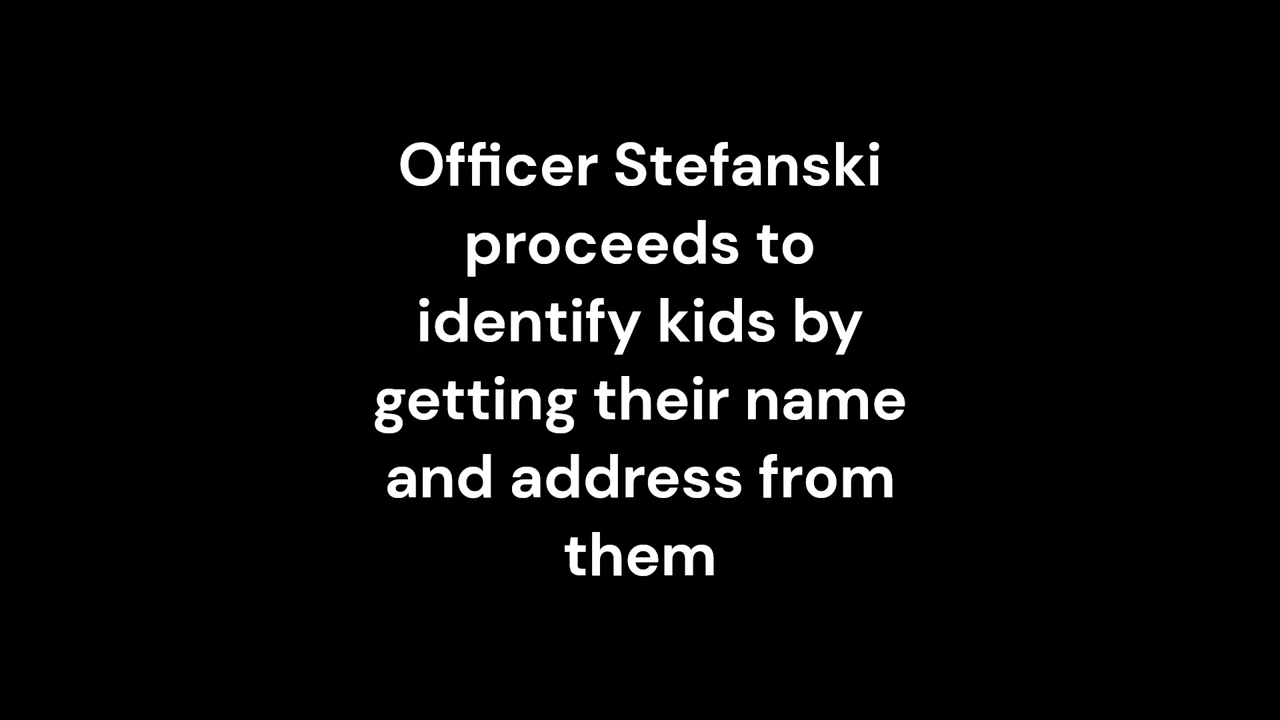 Officer Stefanski
proceeds to
identify kids by
getting their name
and address from
them